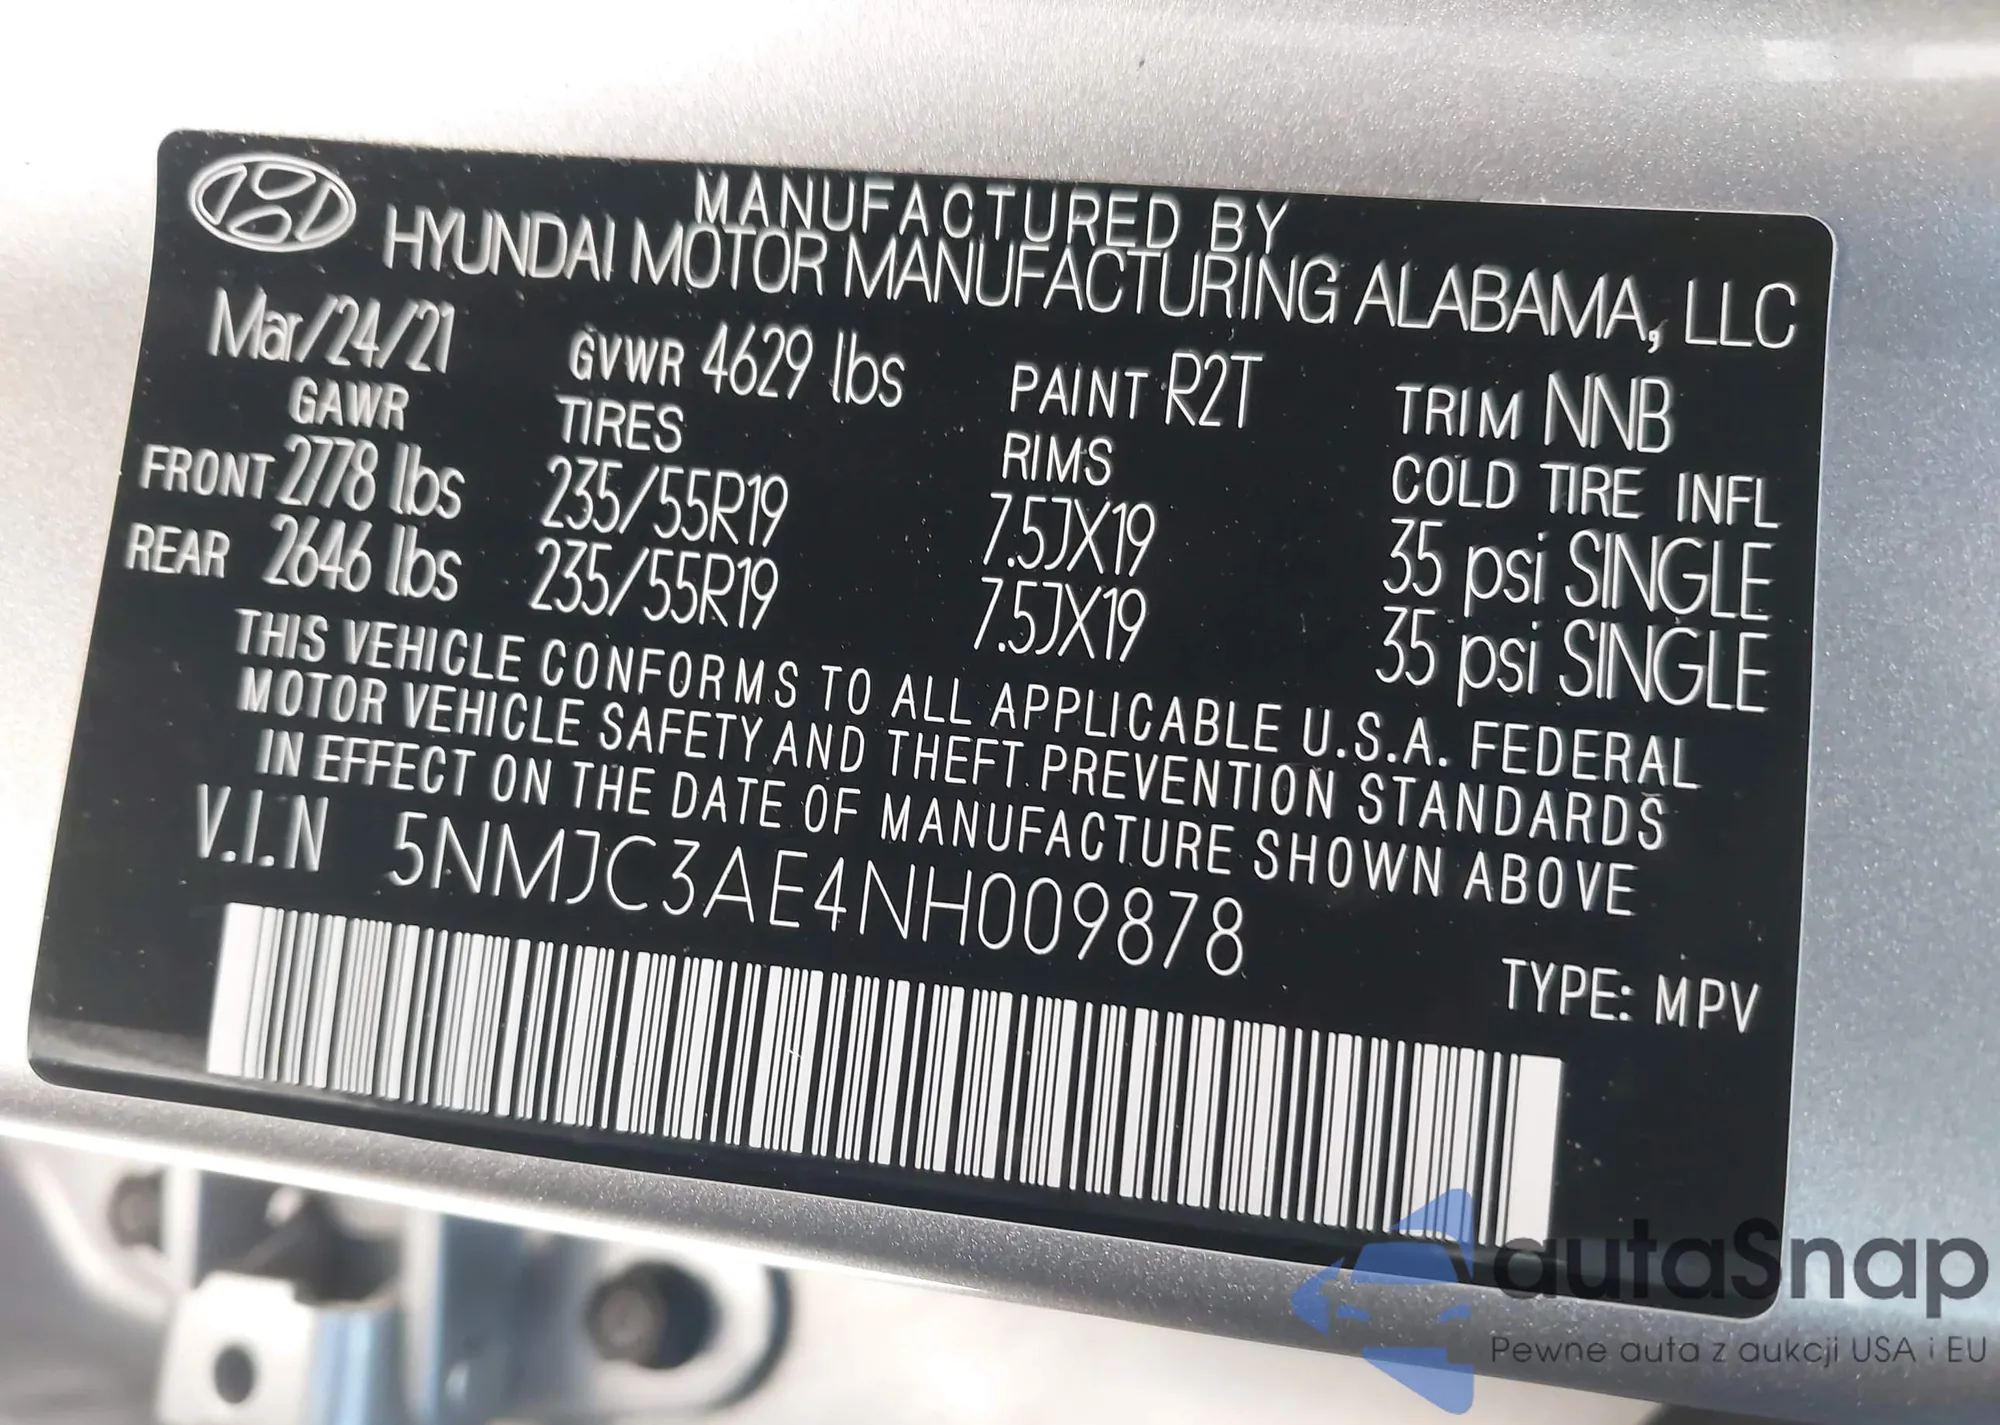 MANUFACTURED BY
HYUNDAI MOTOR MANUFACTURING ALABAMA, LLC
Mar/24/21 GVWR 4629 lbs PAINT R2T TRIM NNB
GAWR TIRES RIMS COLD TIRE INFL
FRONT 2778 lbs 235/55R19 7.5JX19 35 psi SINGLE
REAR 2646 lbs 235/55R19 7.5JX19 35 psi SINGLE
THIS VEHICLE CONFORMS TO ALL APPLICABLE U.S.A. FEDERAL
MOTOR VEHICLE SAFETY AND THEFT PREVENTION STANDARDS
IN EFFECT ON THE DATE OF MANUFACTURE SHOWN ABOVE
V.I.N 5NMJC3AE4NH009878
TYPE: MPV
autaSnap
Pewne auta z aukcji USA i EU